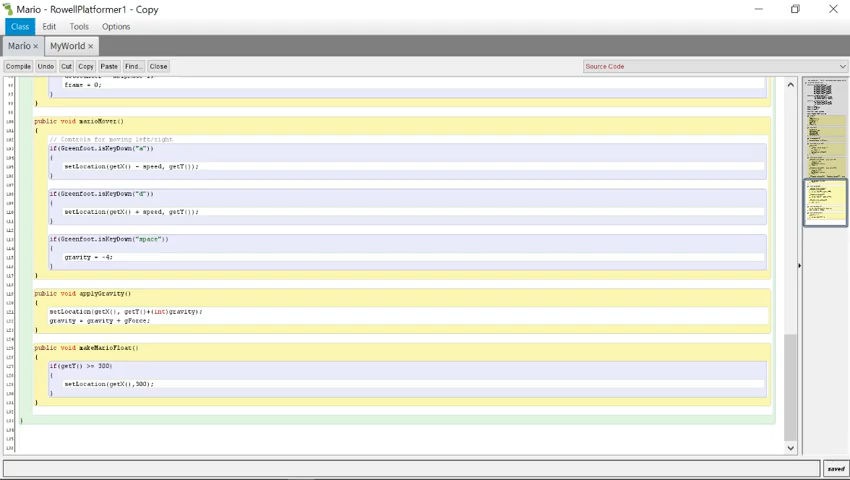 Mario - RowellPlatformer1 - Copy
Class Edit Tools Options
Mario × MyWorld ×
Compile Undo Cut Copy Paste Find... Close Source Code
frame = 0;
}
}
public void marioMover()
{
// Controls for moving left/right
if(Greenfoot.isKeyDown("a"))
{
setLocation(getX() - speed, getY());
}
if(Greenfoot.isKeyDown("d"))
{
setLocation(getX() + speed, getY());
}
if(Greenfoot.isKeyDown("space"))
{
gravity = -4;
}
}
public void applyGravity()
{
setLocation(getX(), getY()+(int)gravity);
gravity = gravity + gForce;
}
public void makeMarioFloat()
{
if(getY() >= 300)
{
setLocation(getX(),300);
}
}
}
saved